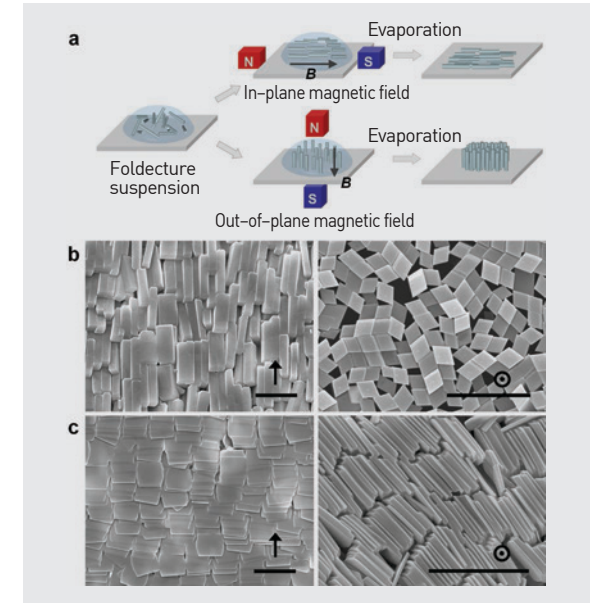 a
Evaporation
N
S
B
In-plane magnetic field
N
Evaporation
Foldecture
suspension
B
S
Out-of-plane magnetic field
b
c